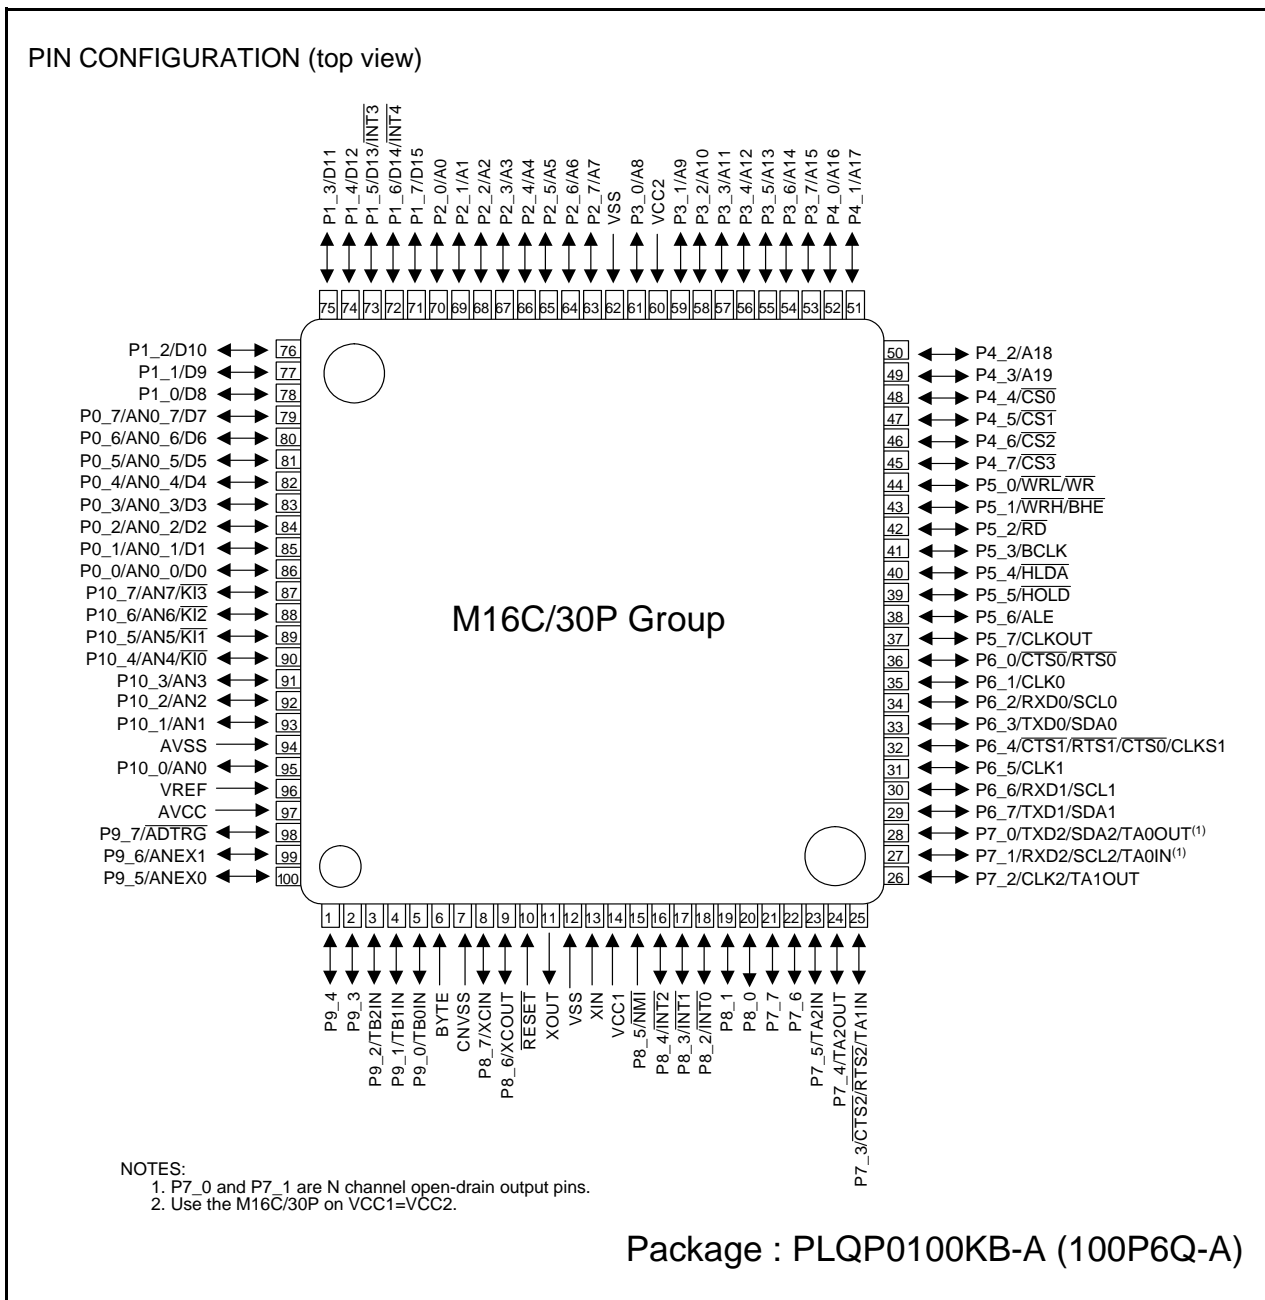 PIN CONFIGURATION (top view)
P1_3/D11
P1_4/D12
P1_5/D13/INT3
P1_6/D14/INT4
P1_7/D15
P2_0/A0
P2_1/A1
P2_2/A2
P2_3/A3
P2_4/A4
P2_5/A5
P2_6/A6
P2_7/A7
VSS
P3_0/A8
VCC2
P3_1/A9
P3_2/A10
P3_3/A11
P3_4/A12
P3_5/A13
P3_6/A14
P3_7/A15
P4_0/A16
P4_1/A17
75 74 73 72 71 70 69 68 67 66 65 64 63 62 61 60 59 58 57 56 55 54 53 52 51
P1_2/D10 76
P1_1/D9 77
P1_0/D8 78
P0_7/AN0_7/D7 79
P0_6/AN0_6/D6 80
P0_5/AN0_5/D5 81
P0_4/AN0_4/D4 82
P0_3/AN0_3/D3 83
P0_2/AN0_2/D2 84
P0_1/AN0_1/D1 85
P0_0/AN0_0/D0 86
P10_7/AN7/KI3 87
P10_6/AN6/KI2 88
P10_5/AN5/KI1 89
P10_4/AN4/KI0 90
P10_3/AN3 91
P10_2/AN2 92
P10_1/AN1 93
AVSS 94
P10_0/AN0 95
VREF 96
AVCC 97
P9_7/ADTRG 98
P9_6/ANEX1 99
P9_5/ANEX0 100
M16C/30P Group
50 P4_2/A18
49 P4_3/A19
48 P4_4/CS0
47 P4_5/CS1
46 P4_6/CS2
45 P4_7/CS3
44 P5_0/WRL/WR
43 P5_1/WRH/BHE
42 P5_2/RD
41 P5_3/BCLK
40 P5_4/HLDA
39 P5_5/HOLD
38 P5_6/ALE
37 P5_7/CLKOUT
36 P6_0/CTS0/RTS0
35 P6_1/CLK0
34 P6_2/RXD0/SCL0
33 P6_3/TXD0/SDA0
32 P6_4/CTS1/RTS1/CTS0/CLKS1
31 P6_5/CLK1
30 P6_6/RXD1/SCL1
29 P6_7/TXD1/SDA1
28 P7_0/TXD2/SDA2/TA0OUT(1)
27 P7_1/RXD2/SCL2/TA0IN(1)
26 P7_2/CLK2/TA1OUT
1 2 3 4 5 6 7 8 9 10 11 12 13 14 15 16 17 18 19 20 21 22 23 24 25
P9_4
P9_3
P9_2/TB2IN
P9_1/TB1IN
P9_0/TB0IN
BYTE
CNVSS
P8_7/XCIN
P8_6/XCOUT
RESET
XOUT
VSS
XIN
VCC1
P8_5/NMI
P8_4/INT2
P8_3/INT1
P8_2/INT0
P8_1
P8_0
P7_7
P7_6
P7_5/TA2IN
P7_4/TA2OUT
P7_3/CTS2/RTS2/TA1IN
NOTES:
1. P7_0 and P7_1 are N channel open-drain output pins.
2. Use the M16C/30P on VCC1=VCC2.
Package : PLQP0100KB-A (100P6Q-A)